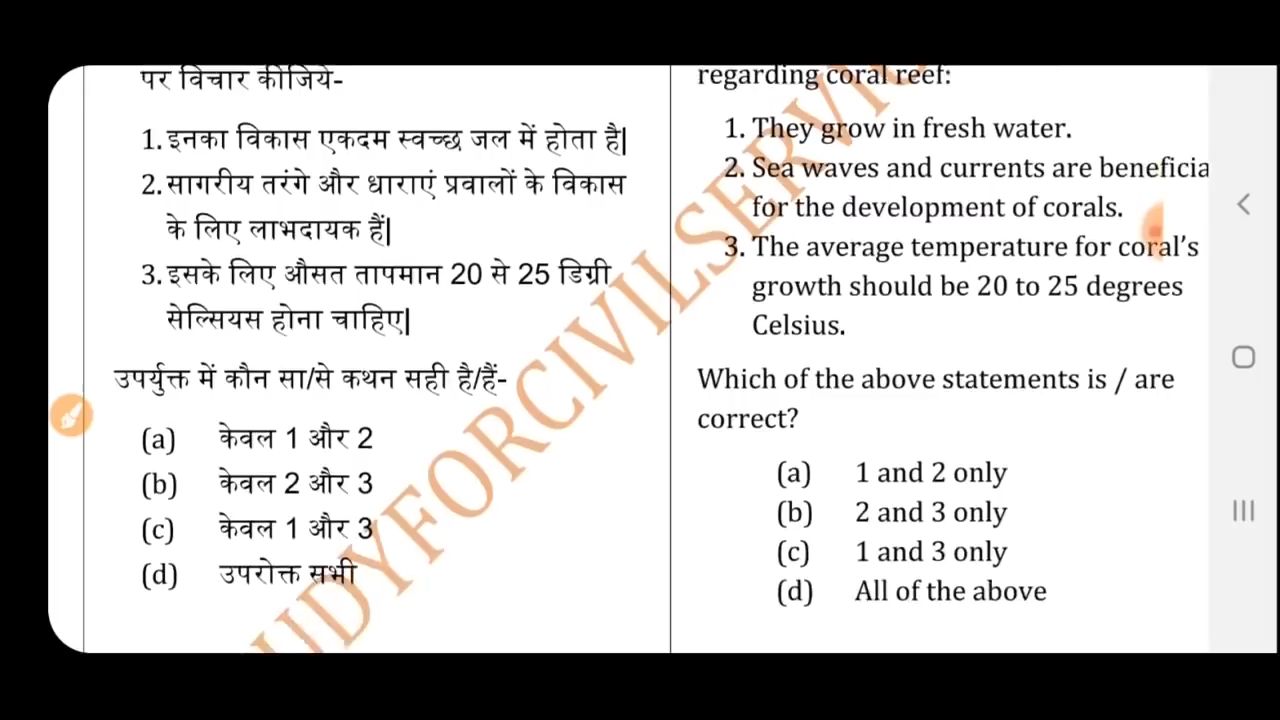 पर विचार कीजिये-
1. इनका विकास एकदम स्वच्छ जल में होता है|
2. सागरीय तरंगे और धाराएं प्रवालों के विकास
के लिए लाभदायक हैं|
3. इसके लिए औसत तापमान 20 से 25 डिग्री
सेल्सियस होना चाहिए|
उपर्युक्त में कौन सा/से कथन सही है/हैं-
(a) केवल 1 और 2
(b) केवल 2 और 3
(c) केवल 1 और 3
(d) उपरोक्त सभी
regarding coral reef:
1. They grow in fresh water.
2. Sea waves and currents are beneficia
for the development of corals.
3. The average temperature for coral's
growth should be 20 to 25 degrees
Celsius.
Which of the above statements is / are
correct?
(a) 1 and 2 only
(b) 2 and 3 only
(c) 1 and 3 only
(d) All of the above
UDYFORCIVILSERVIC